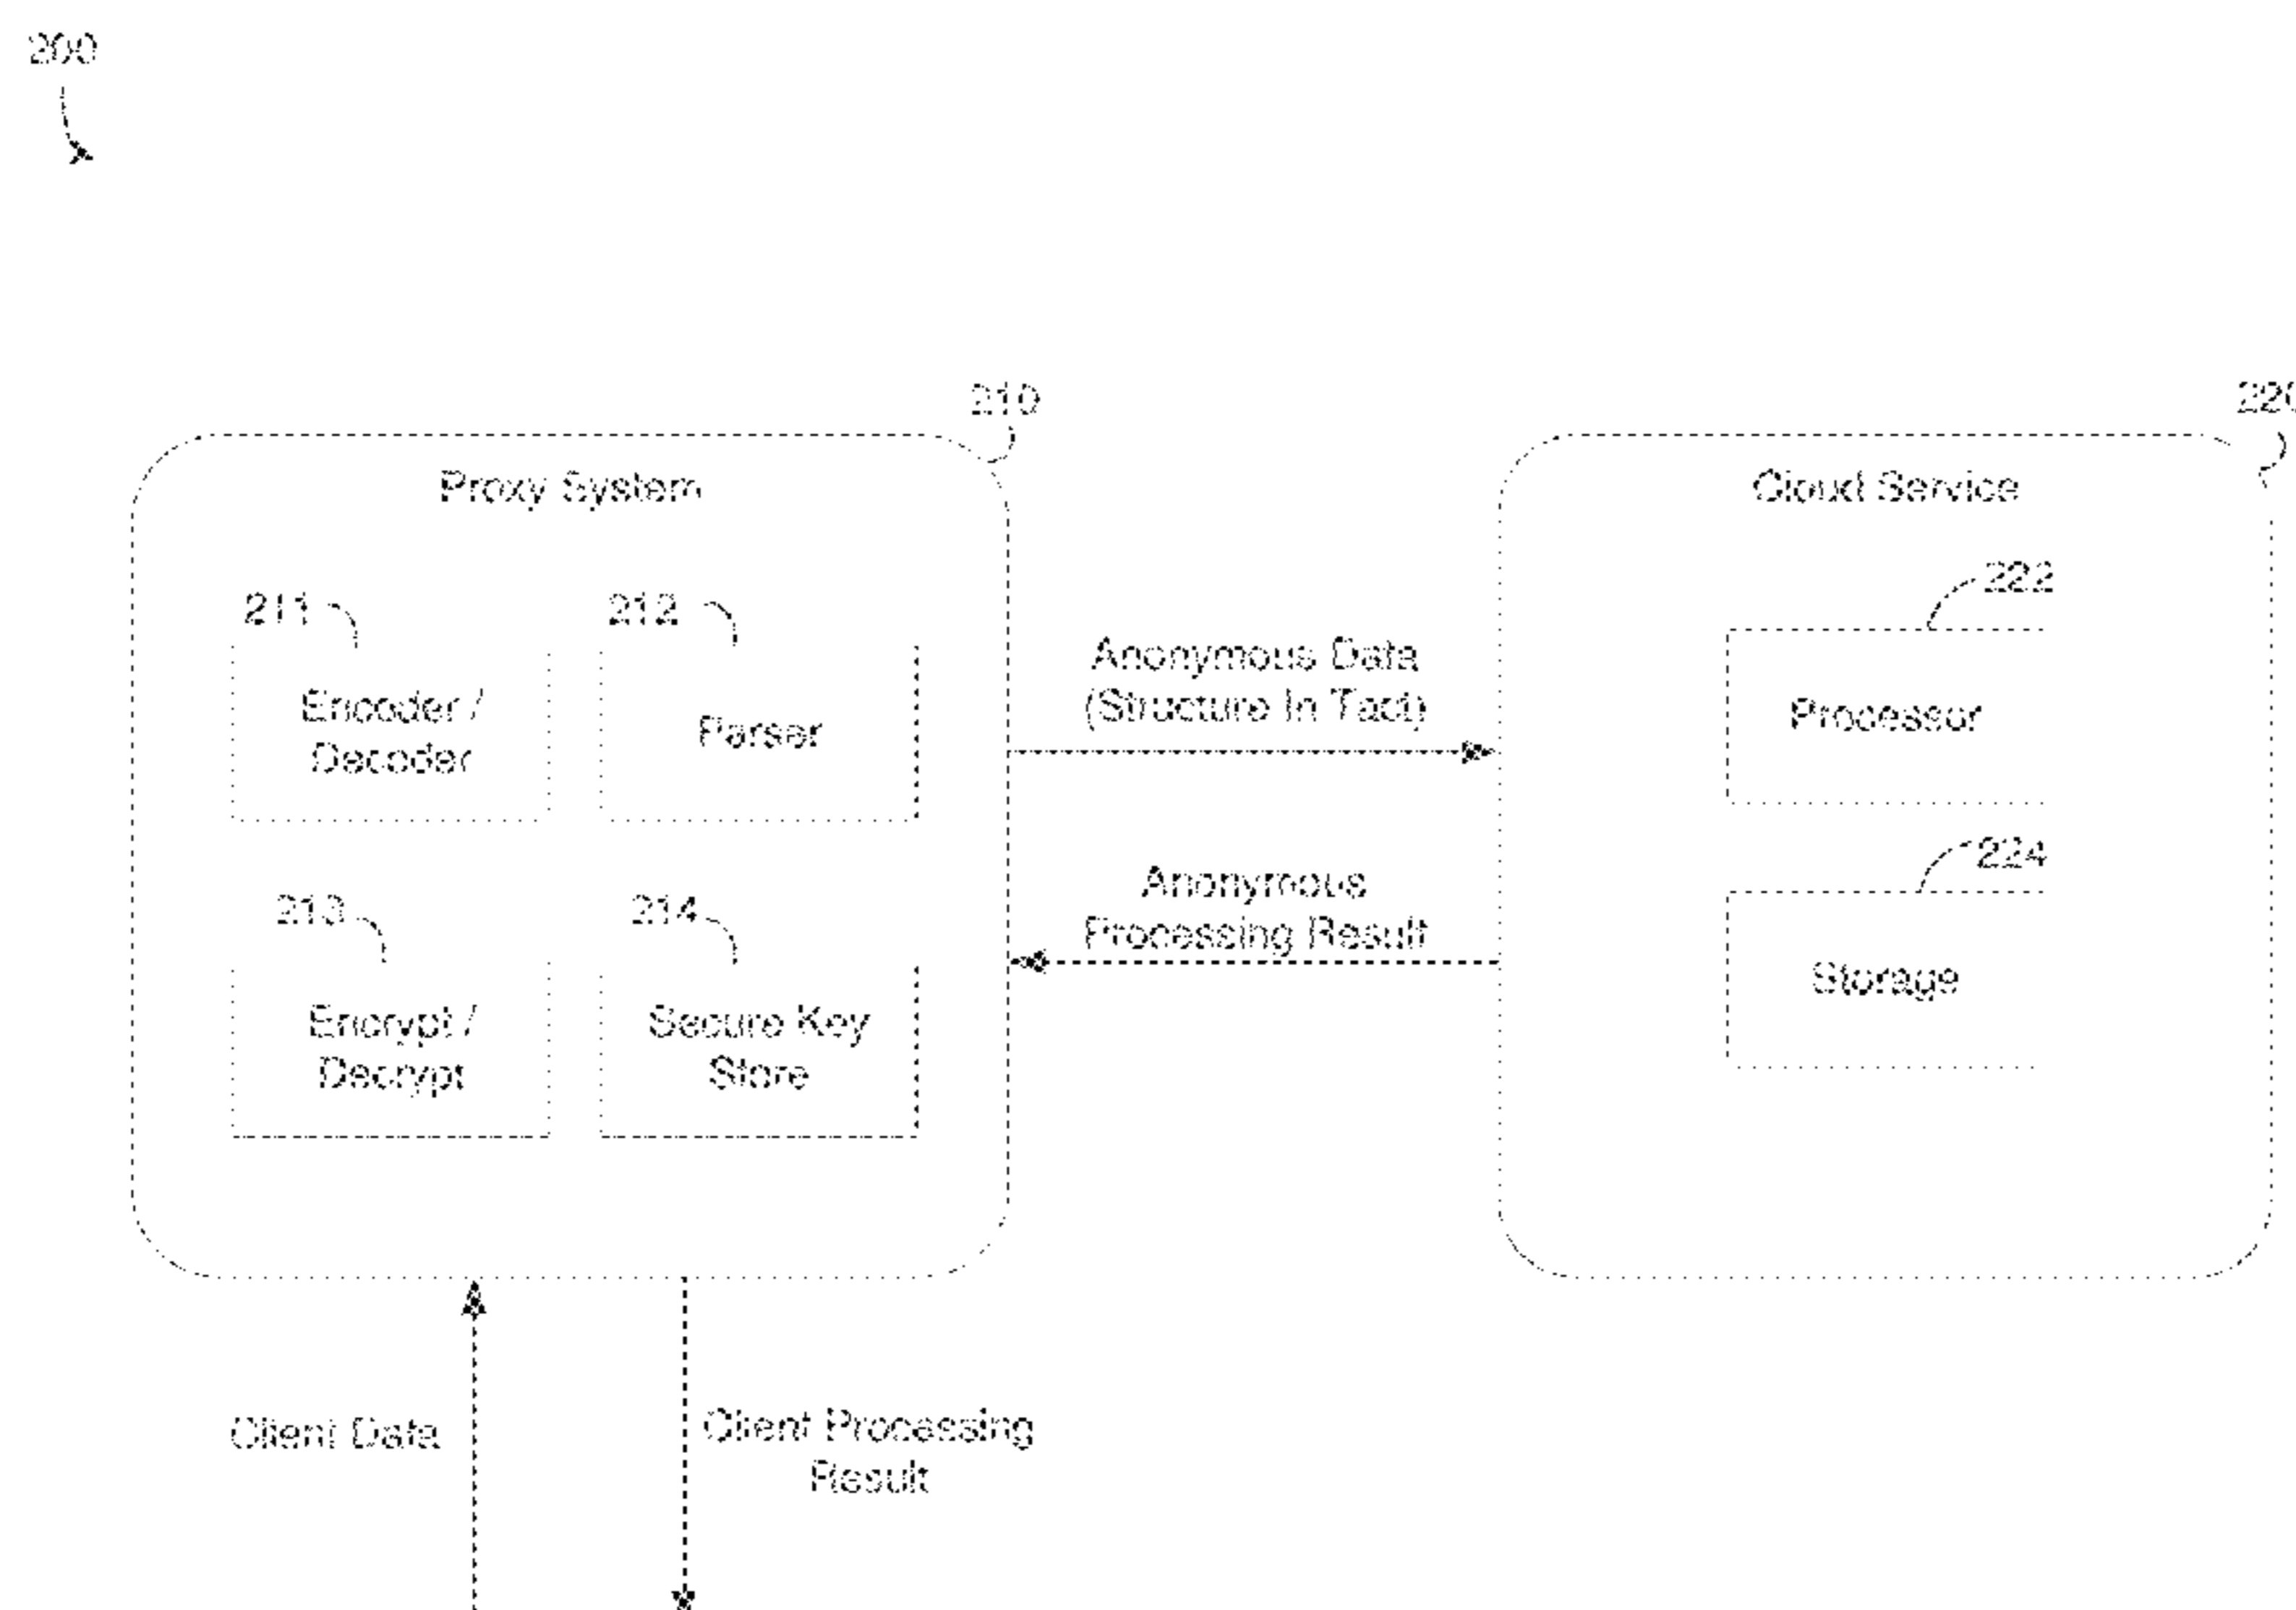 200
210
220
Proxy System
Cloud Service
211
212
222
Encoder /
Decoder
Parser
Anonymous Data
(Structure In Tact)
Processor
213
214
224
Anonymous
Processing Result
Encrypt /
Decrypt
Secure Key
Store
Storage
Client Data
Client Processing
Result